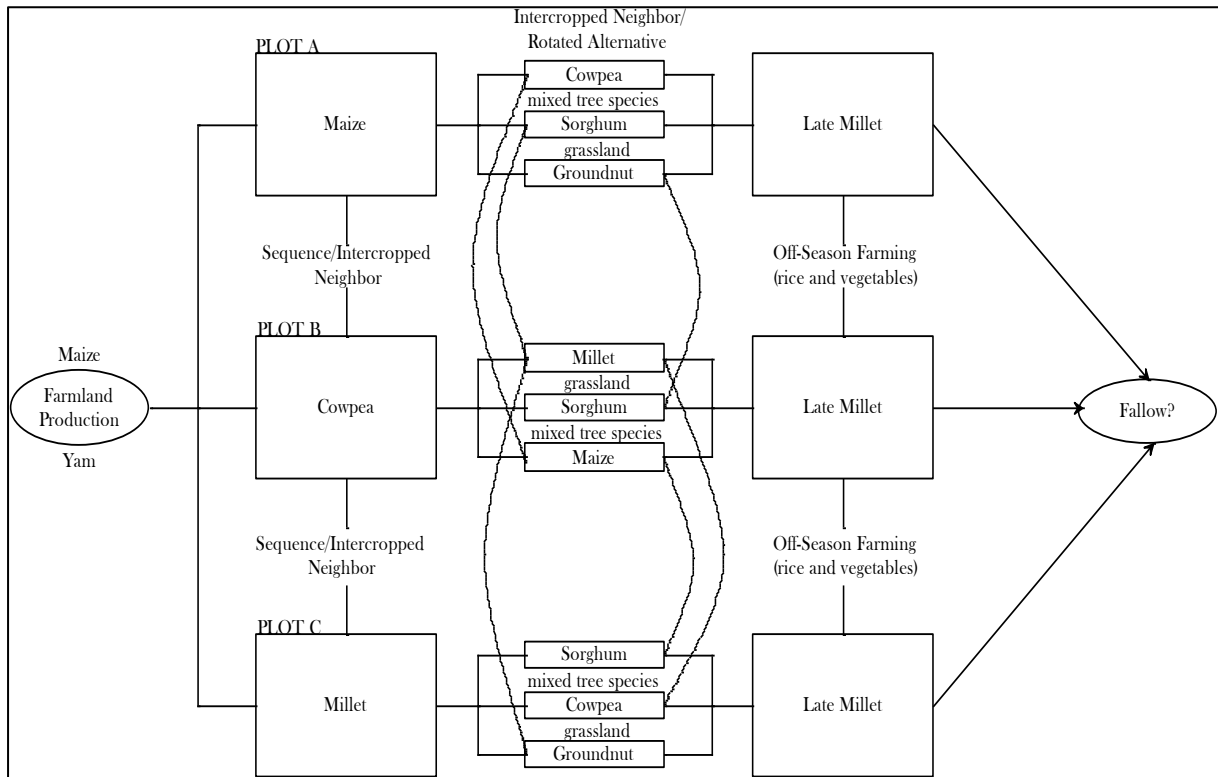 Intercropped Neighbor/
Rotated Alternative
PLOT A
Maize
Cowpea
mixed tree species
Sorghum
grassland
Groundnut
Late Millet
Sequence/Intercropped
Neighbor
Off-Season Farming
(rice and vegetables)
PLOT B
Maize
Farmland
Production
Yam
Cowpea
Millet
grassland
Sorghum
mixed tree species
Maize
Late Millet
Fallow?
Sequence/Intercropped
Neighbor
Off-Season Farming
(rice and vegetables)
PLOT C
Millet
Sorghum
mixed tree species
Cowpea
grassland
Groundnut
Late Millet